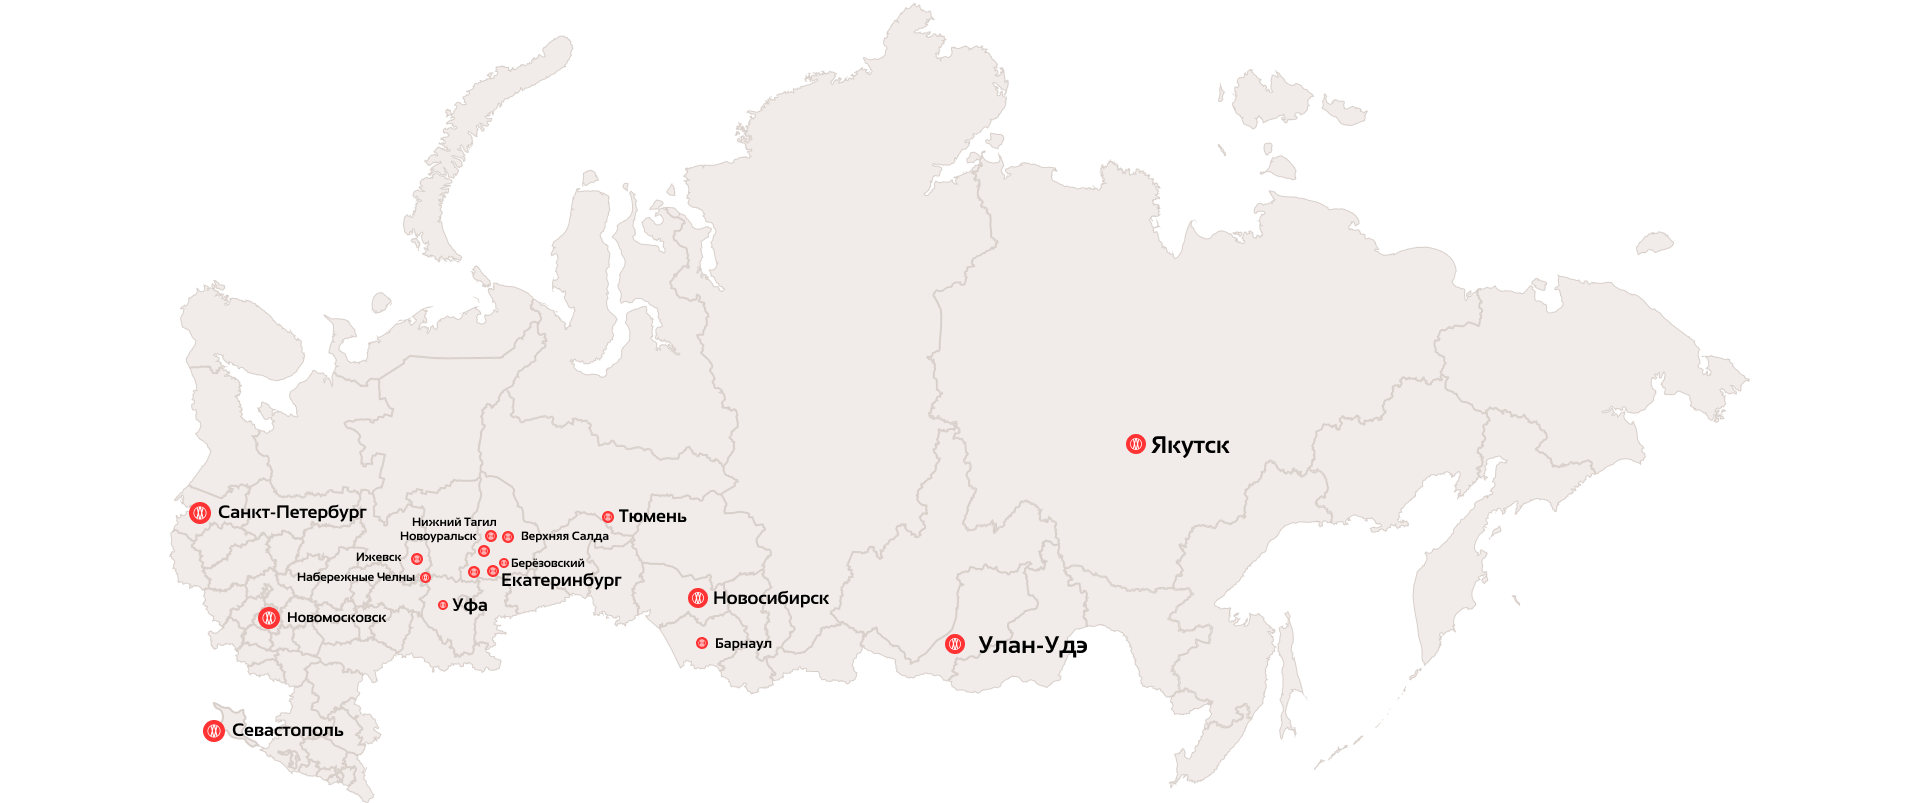 Якутск
Санкт-Петербург
Тюмень
Нижний Тагил
Новоуральск
Верхняя Салда
Ижевск
Берёзовский
Набережные Челны
Екатеринбург
Новосибирск
Уфа
Новомосковск
Барнаул
Улан-Удэ
Севастополь